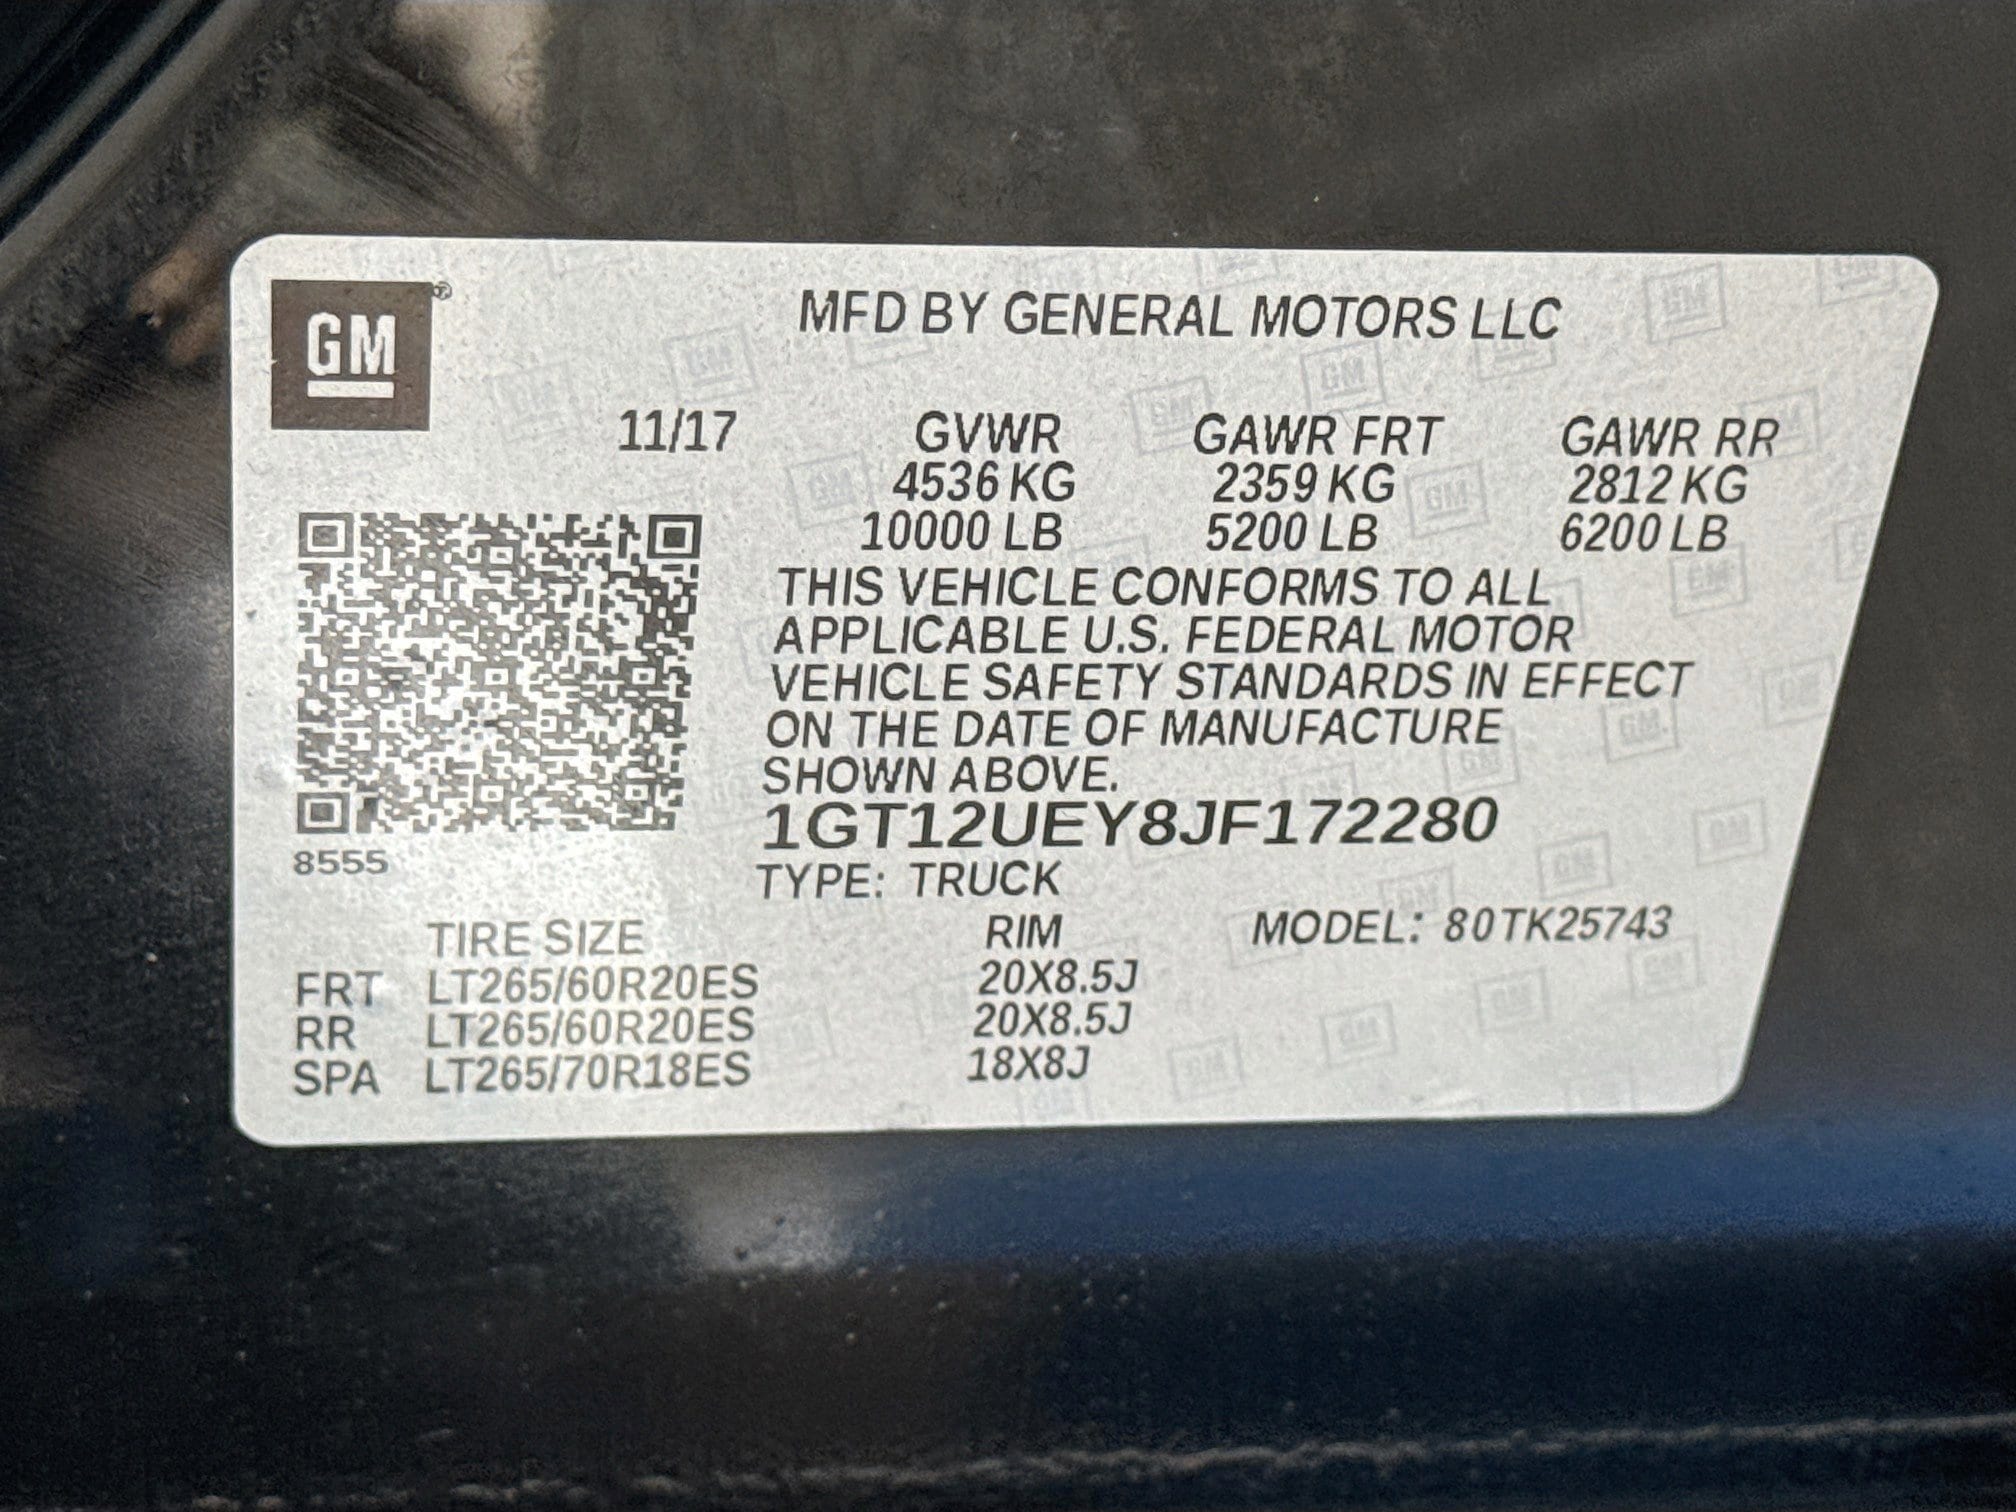 GM®
MFD BY GENERAL MOTORS LLC
11/17 GVWR GAWR FRT GAWR RR
4536 KG 2359 KG 2812 KG
10000 LB 5200 LB 6200 LB
THIS VEHICLE CONFORMS TO ALL
APPLICABLE U.S. FEDERAL MOTOR
VEHICLE SAFETY STANDARDS IN EFFECT
ON THE DATE OF MANUFACTURE
SHOWN ABOVE.
1GT12UEY8JF172280
8555
TYPE: TRUCK
TIRE SIZE RIM MODEL: 80TK25743
FRT LT265/60R20ES 20X8.5J
RR LT265/60R20ES 20X8.5J
SPA LT265/70R18ES 18X8J